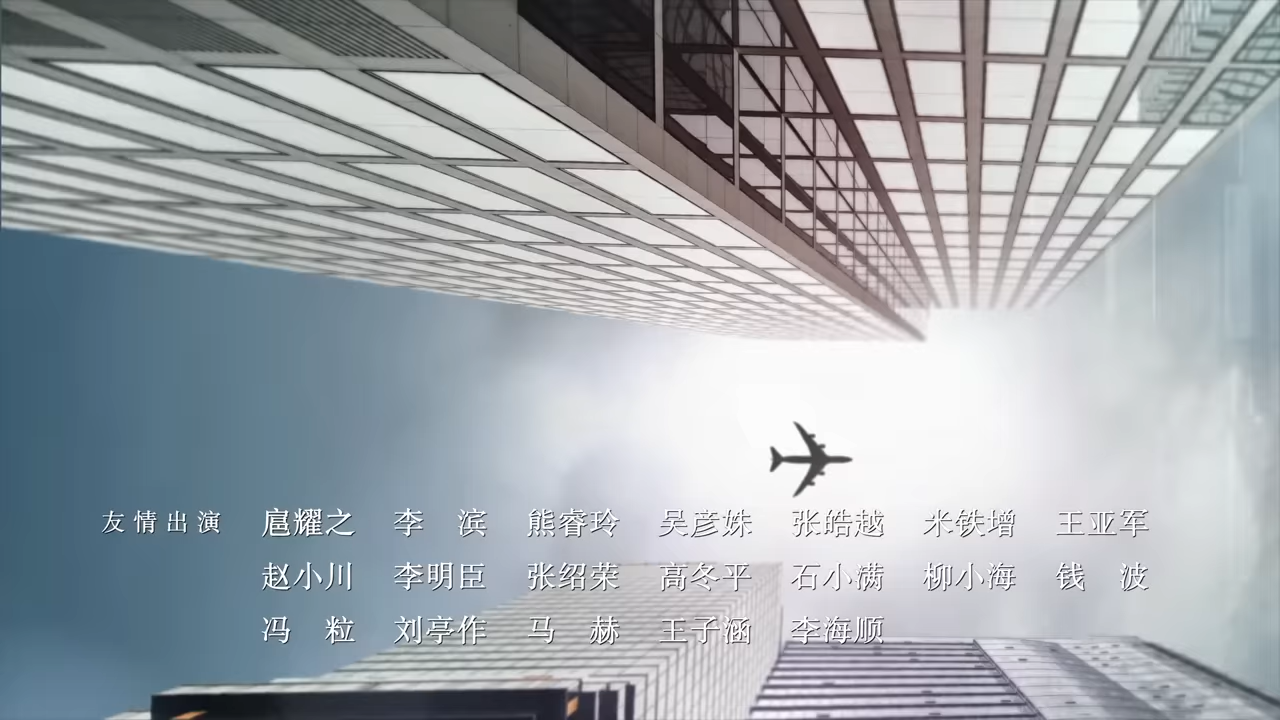 友情出演 扈耀之 李 滨 熊睿玲 吴彦姝 张皓越 米铁增 王亚军
赵小川 李明臣 张绍荣 高冬平 石小满 柳小海 钱 波
冯 粒 刘亭作 马 赫 王子涵 李海顺